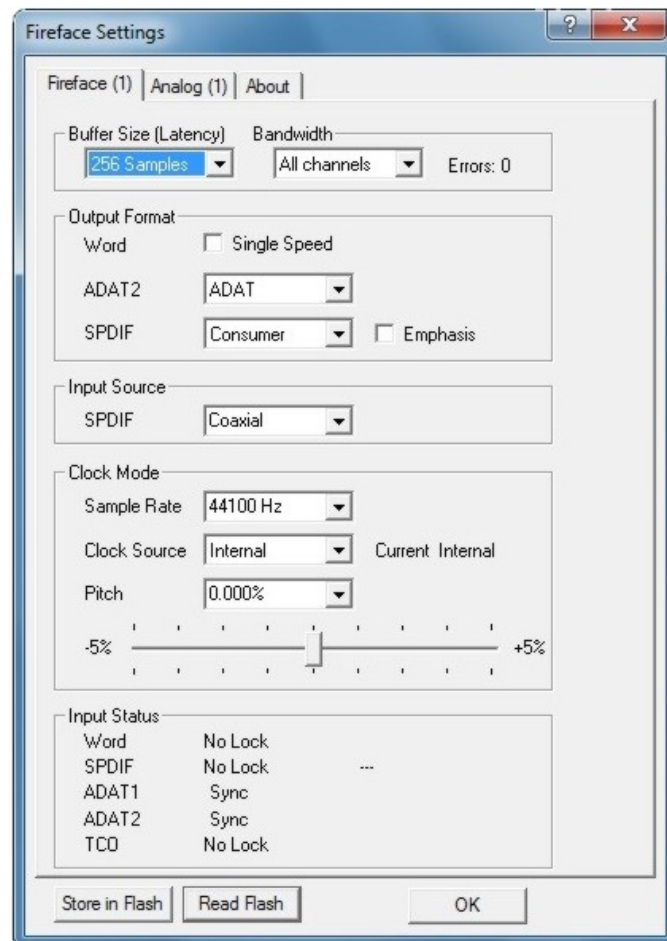 Fireface Settings
? X
Fireface (1) Analog (1) About
Buffer Size (Latency) Bandwidth
256 Samples All channels Errors: 0
Output Format
Word Single Speed
ADAT2 ADAT
SPDIF Consumer Emphasis
Input Source
SPDIF Coaxial
Clock Mode
Sample Rate 44100 Hz
Clock Source Internal Current Internal
Pitch 0.000%
-5% +5%
Input Status
Word No Lock
SPDIF No Lock ---
ADAT1 Sync
ADAT2 Sync
TCO No Lock
Store in Flash Read Flash OK